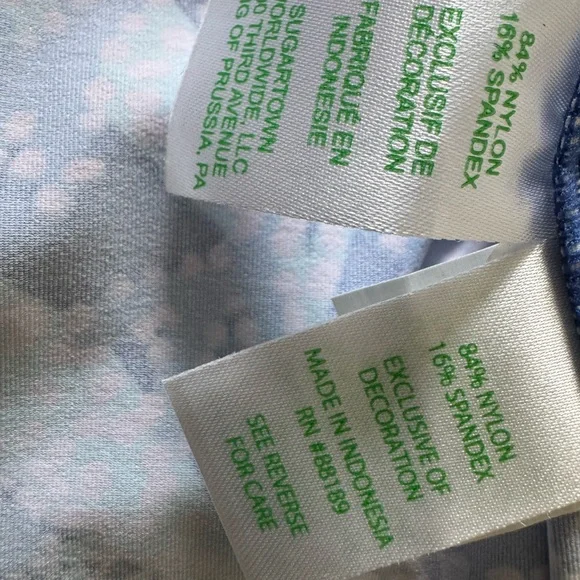 84% NYLON
16% SPANDEX
EXCLUSIF DE
DÉCORATION
FABRIQUÉ EN
INDONESIE
SUGARTOWN
WORLDWIDE, LLC
THIRD AVENUE
OF PRUSSIA, PA
84% NYLON
16% SPANDEX
EXCLUSIVE OF
DECORATION
MADE IN INDONESIA
RN #88189
SEE REVERSE
FOR CARE